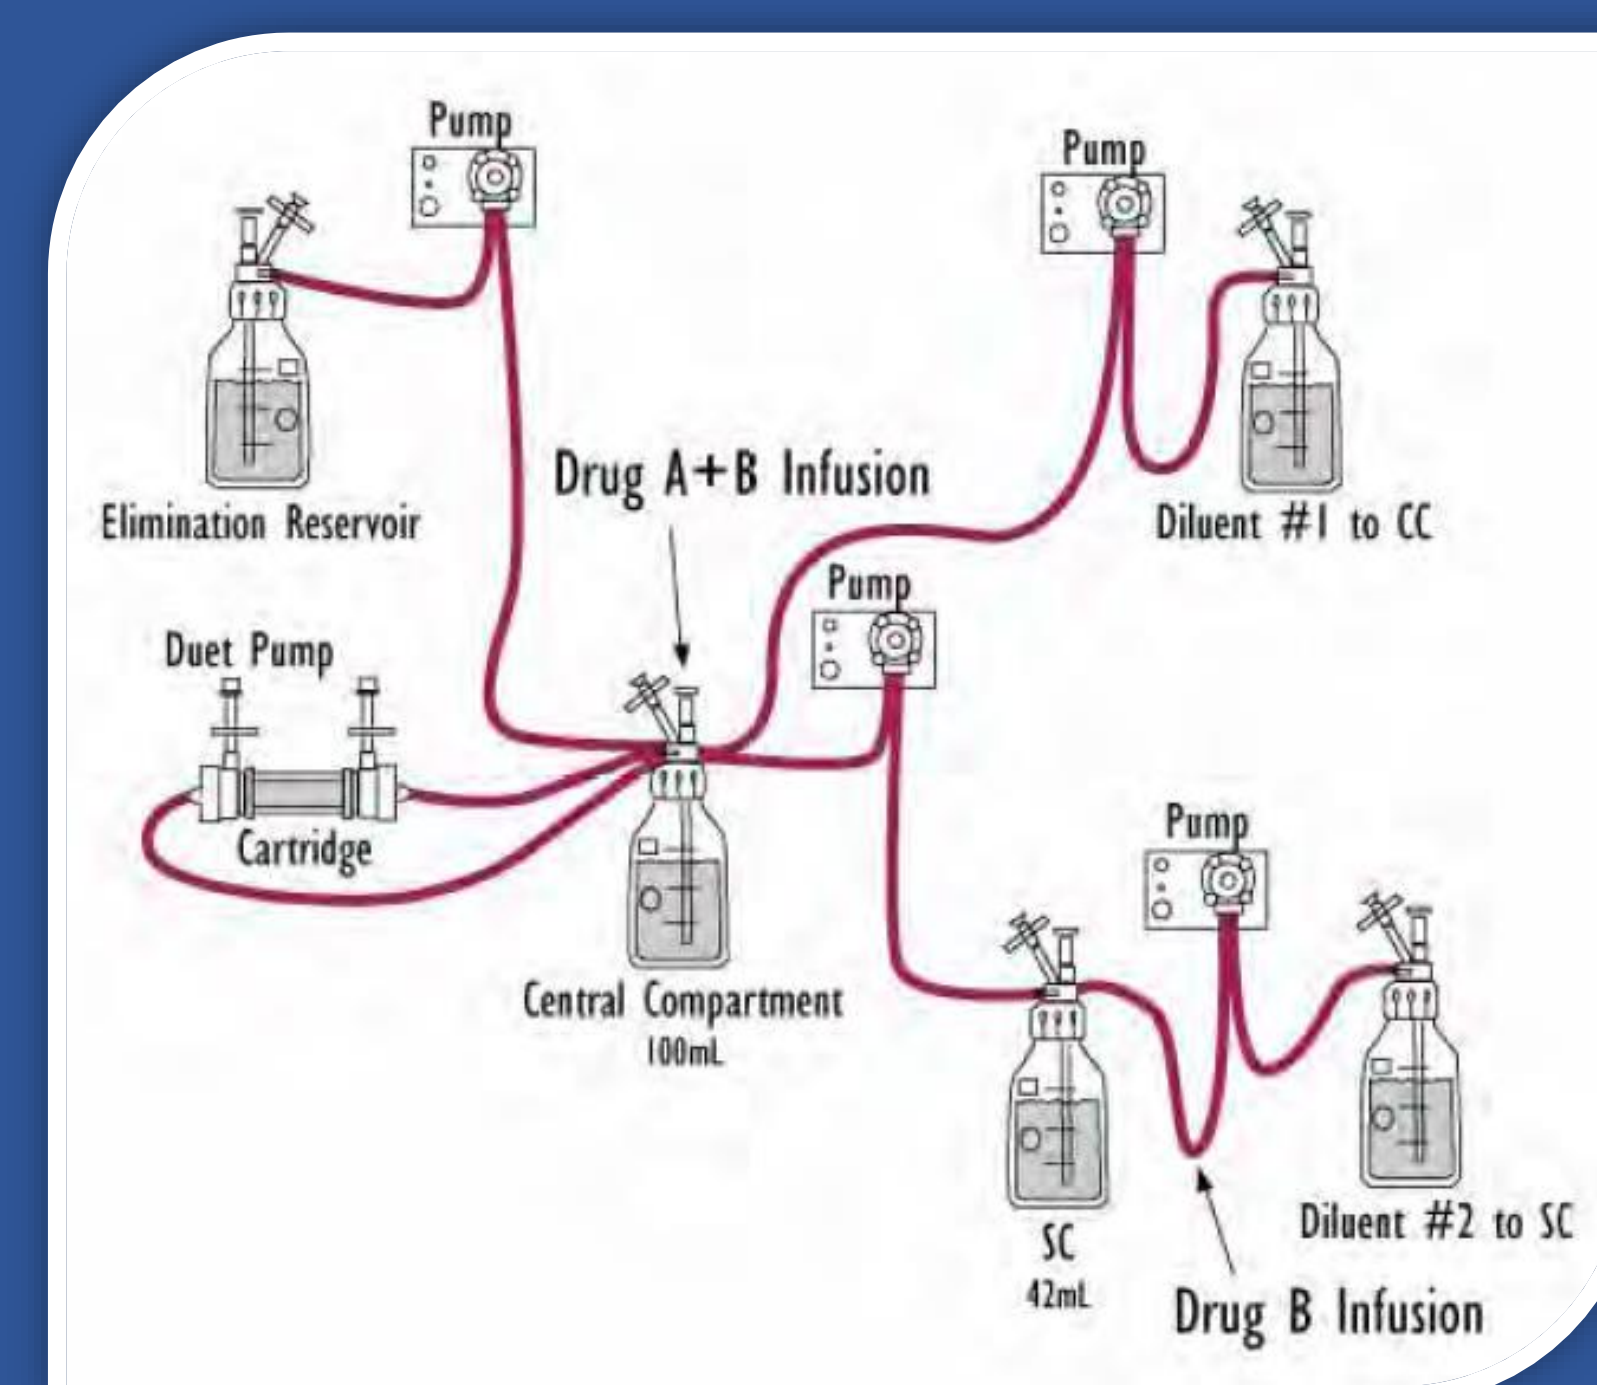 Pump
Pump
Elimination Reservoir
Drug A+B Infusion
Diluent #1 to CC
Pump
Duet Pump
Cartridge
Pump
Central Compartment
100mL
SC
42mL
Diluent #2 to SC
Drug B Infusion